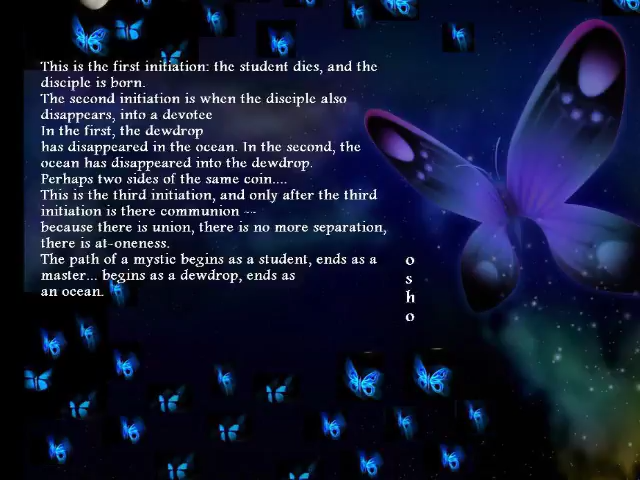 This is the first initiation: the student dies, and the
disciple is born.
The second initiation is when the disciple also
disappears, into a devotee
In the first, the dewdrop
has disappeared in the ocean. In the second, the
ocean has disappeared into the dewdrop.
Perhaps two sides of the same coin....
This is the third initiation, and only after the third
initiation is there communion --
because there is union, there is no more separation,
there is at-oneness.
The path of a mystic begins as a student, ends as a
master... begins as a dewdrop, ends as
an ocean.
o
s
h
o